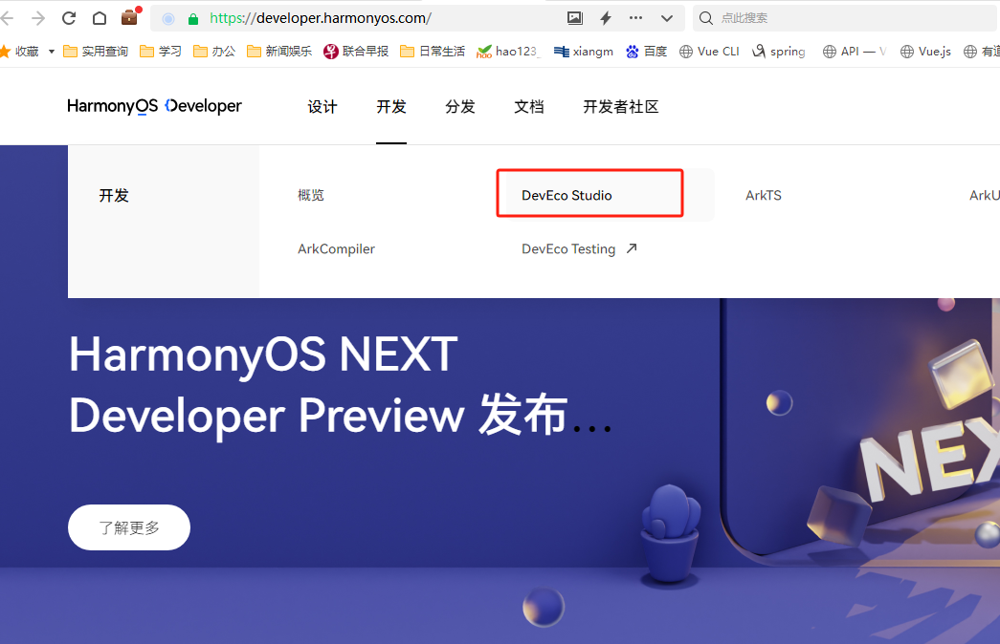 https://developer.harmonyos.com/
点此搜索
收藏 实用查询 学习 办公 新闻娱乐 联合早报 日常生活 hao123_ xiangm 百度 Vue CLI spring API — Vue.js 有道
HarmonyOS Developer 设计 开发 分发 文档 开发者社区
开发 概览 DevEco Studio ArkTS ArkU
ArkCompiler DevEco Testing
HarmonyOS NEXT
Developer Preview 发布...
了解更多
NEX